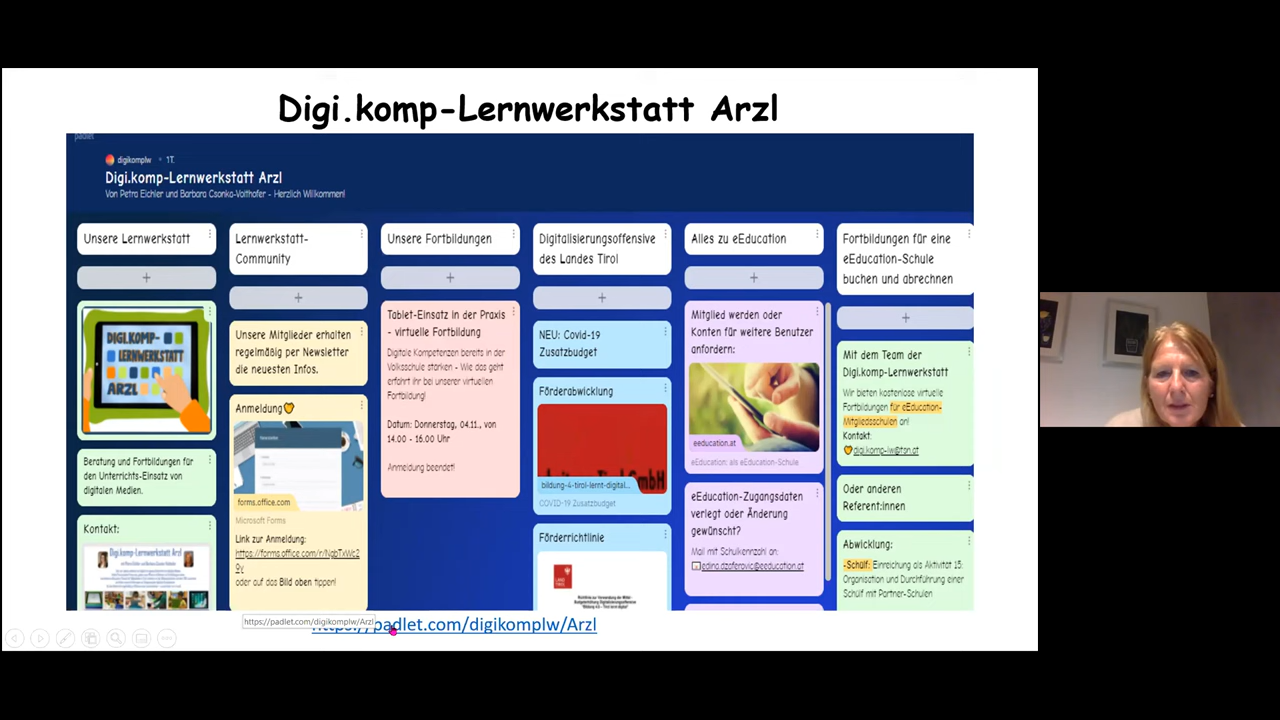 Digi.komp-Lernwerkstatt Arzl
padlet
digikomplw • 1T.
Digi.komp-Lernwerkstatt Arzl
Von Petra Eichler und Barbara Csonka-Voithofer - Herzlich Willkommen!
Unsere Lernwerkstatt
DIGI.KOMP-
LERNWERKSTATT
ARZL
Beratung und Fortbildungen für
den Unterrichts-Einsatz von
digitalen Medien.
Kontakt:
Digi.komp-Lernwerkstatt Arzl
Lernwerkstatt-
Community
Unsere Mitglieder erhalten
regelmäßig per Newsletter
die neuesten Infos.
Anmeldung🧡
forms.office.com
Microsoft Forms
Link zur Anmeldung:
oder auf das Bild oben tippen!
Unsere Fortbildungen
Tablet-Einsatz in der Praxis
- virtuelle Fortbildung
Digitale Kompetenzen bereits in der
Volksschule stärken - Wie das geht
erfahrt ihr bei unserer virtuellen
Fortbildung!
Datum: Donnerstag, 04.11., von
14.00 - 16.00 Uhr
Anmeldung beendet!
Digitalisierungsoffensive
des Landes Tirol
NEU: Covid-19
Zusatzbudget
Förderabwicklung
bildung-4-tirol-lernt-digital...
COVID-19 Zusatzbudget
Förderrichtlinie
Alles zu eEducation
Mitglied werden oder
Konten für weitere Benutzer
anfordern:
eeducation.at
eEducation: als eEducation-Schule
eEducation-Zugangsdaten
verlegt oder Änderung
gewünscht?
Mail mit Schulkennzahl an:
edina.dzaferovic@eeducation.at
Fortbildungen für eine
eEducation-Schule
buchen und abrechnen
Mit dem Team der
Digi.komp-Lernwerkstatt
Wir bieten kostenlose virtuelle
Fortbildungen für eEducation-
Mitgliedsschulen an!
Kontakt:
🧡digi.komp-lw@tsn.at
Oder anderen
Referent:innen
Abwicklung:
-Schülf: Einreichung als Aktivität 15:
Organisation und Durchführung einer
Schülf mit Partner-Schulen
https://padlet.com/digikomplw/Arzl
https://padlet.com/digikomplw/Arzl